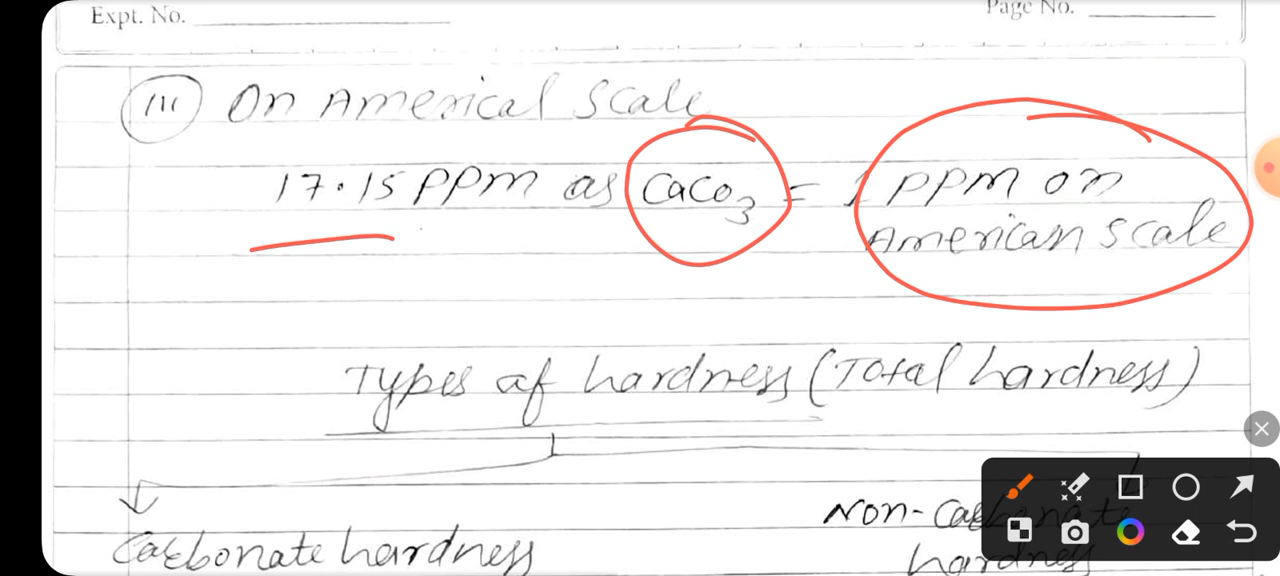 Expt. No.
Page No.
(III) On Americal Scale
17.15 PPM as CaCO3 = 1 PPM on
American Scale
Types of hardness (Total hardness)
Non-Carbonate
Carbonate hardness
hardness